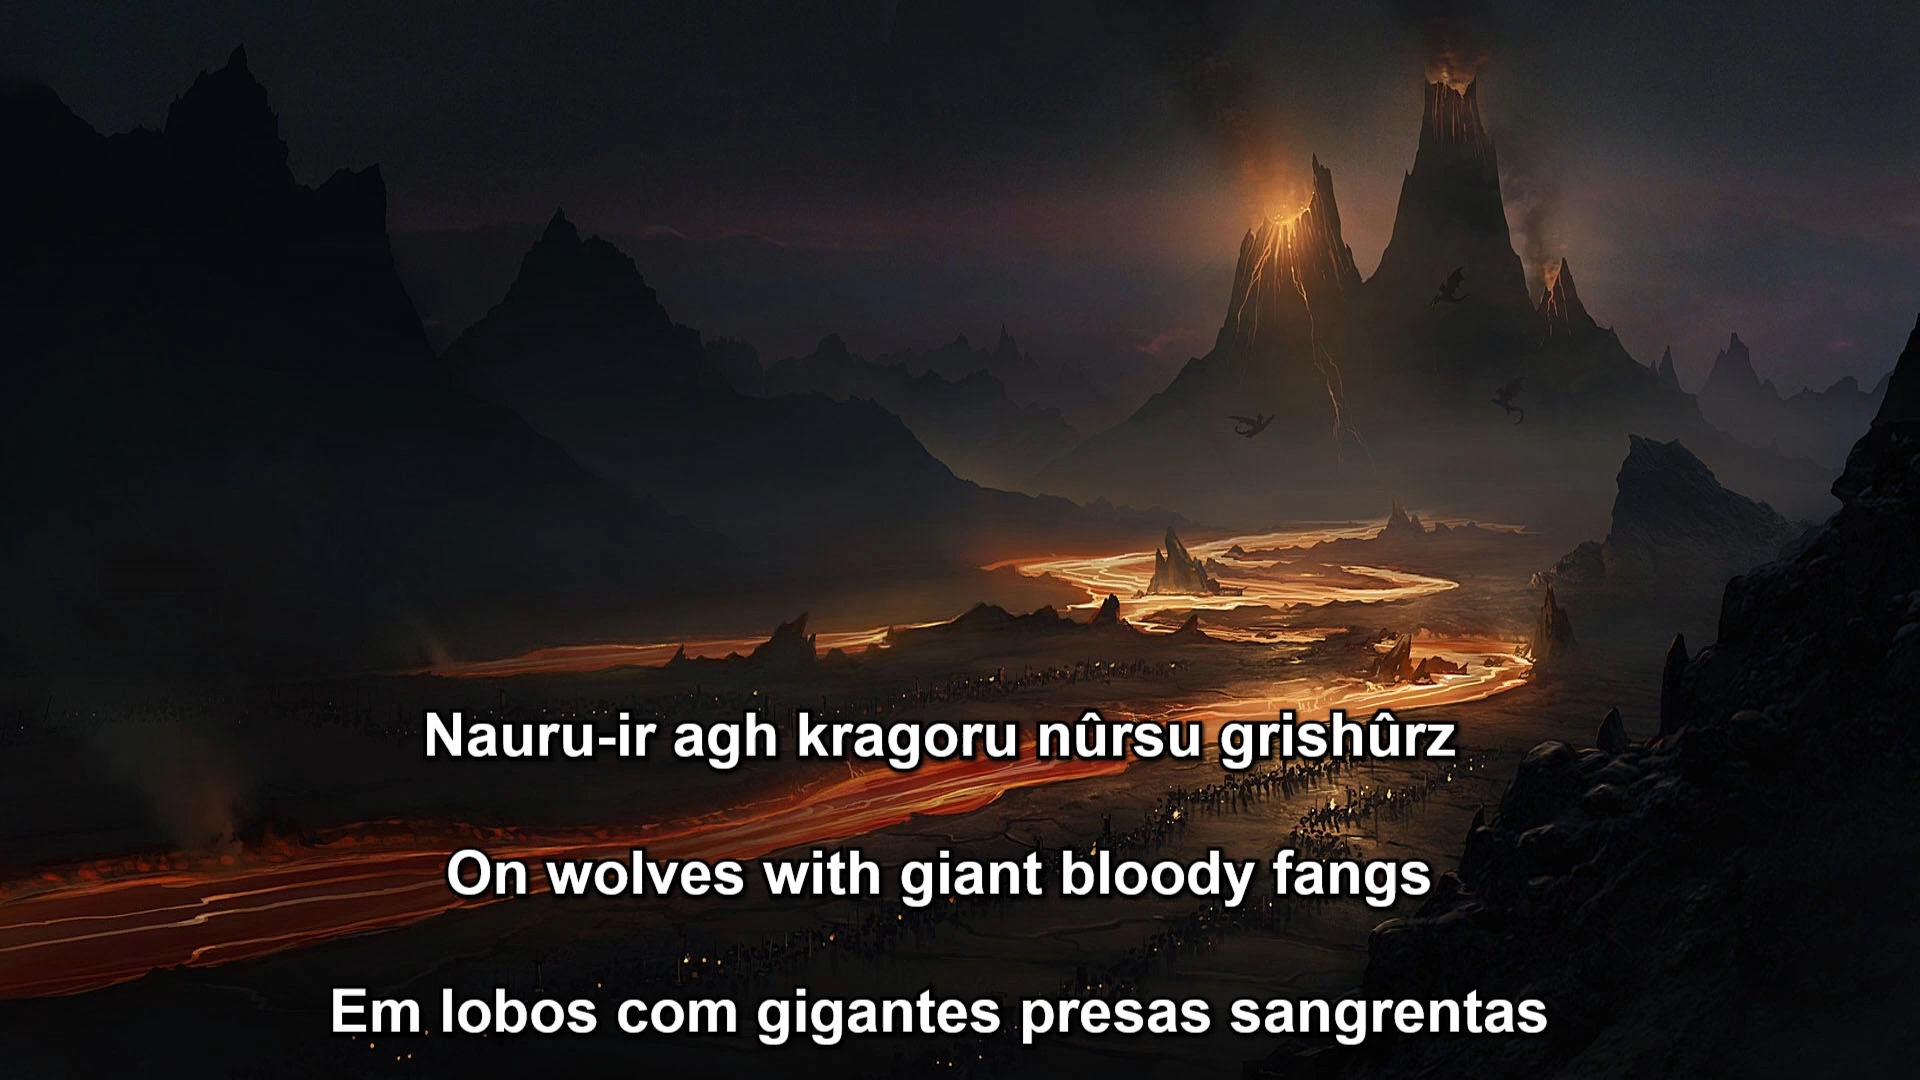 Nauru-ir agh kragoru nûrsu grishûrz
On wolves with giant bloody fangs
Em lobos com gigantes presas sangrentas